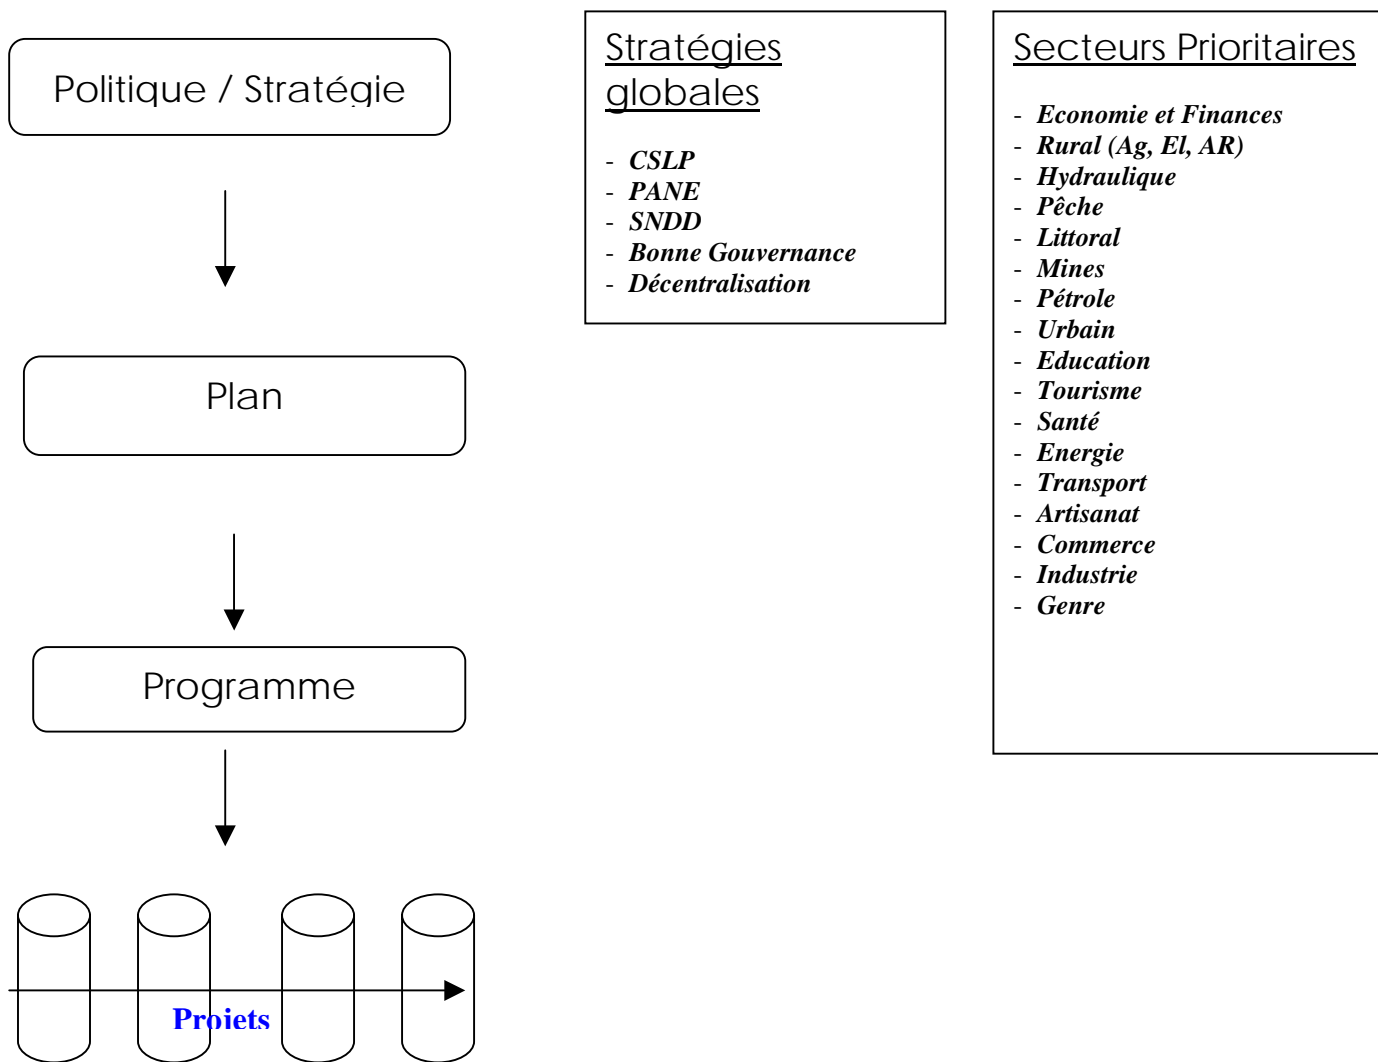 Politique / Stratégie
Plan
Programme
Projets
Stratégies
globales
- CSLP
- PANE
- SNDD
- Bonne Gouvernance
- Décentralisation
Secteurs Prioritaires
- Economie et Finances
- Rural (Ag, El, AR)
- Hydraulique
- Pêche
- Littoral
- Mines
- Pétrole
- Urbain
- Education
- Tourisme
- Santé
- Energie
- Transport
- Artisanat
- Commerce
- Industrie
- Genre